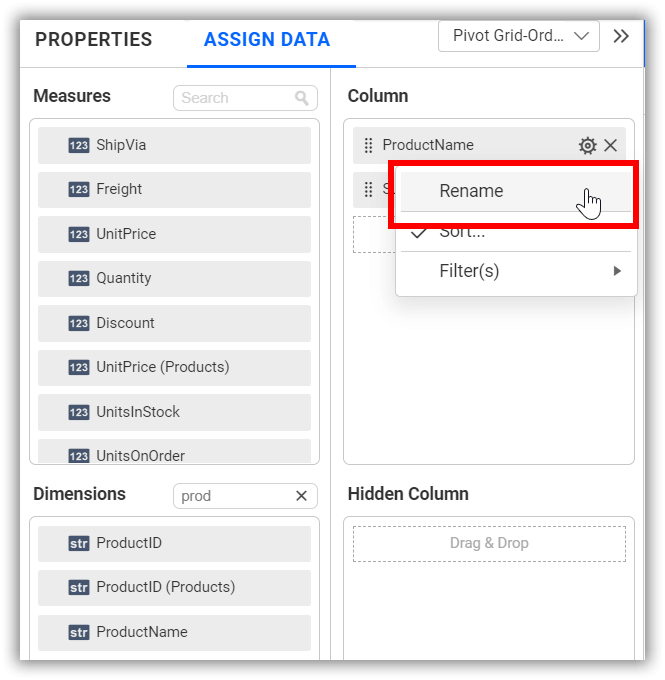 PROPERTIES
ASSIGN DATA
Pivot Grid-Ord...
Measures
Search
123 ShipVia
123 Freight
123 UnitPrice
123 Quantity
123 Discount
123 UnitPrice (Products)
123 UnitsInStock
123 UnitsOnOrder
Column
ProductName
S
Rename
Sort...
Filter(s)
Dimensions
prod
str ProductID
str ProductID (Products)
str ProductName
Hidden Column
Drag & Drop